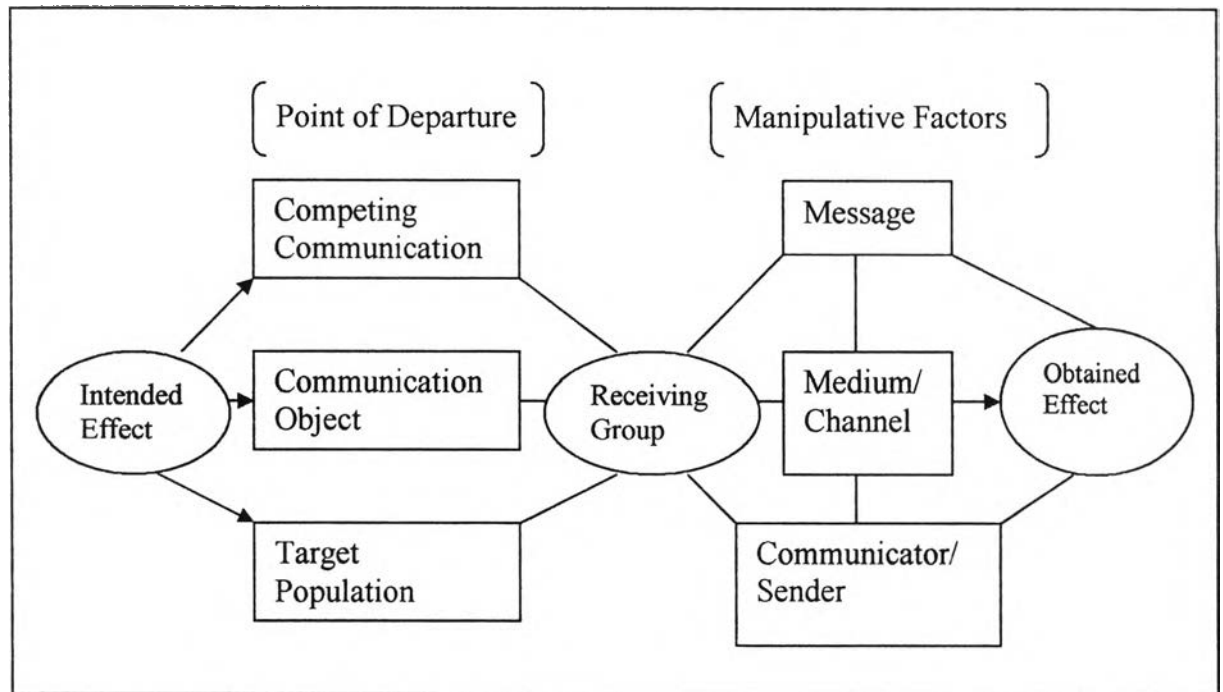 Point of Departure
Manipulative Factors
Competing
Communication
Message
Intended
Effect
Communication
Object
Receiving
Group
Medium/
Channel
Obtained
Effect
Target
Population
Communicator/
Sender